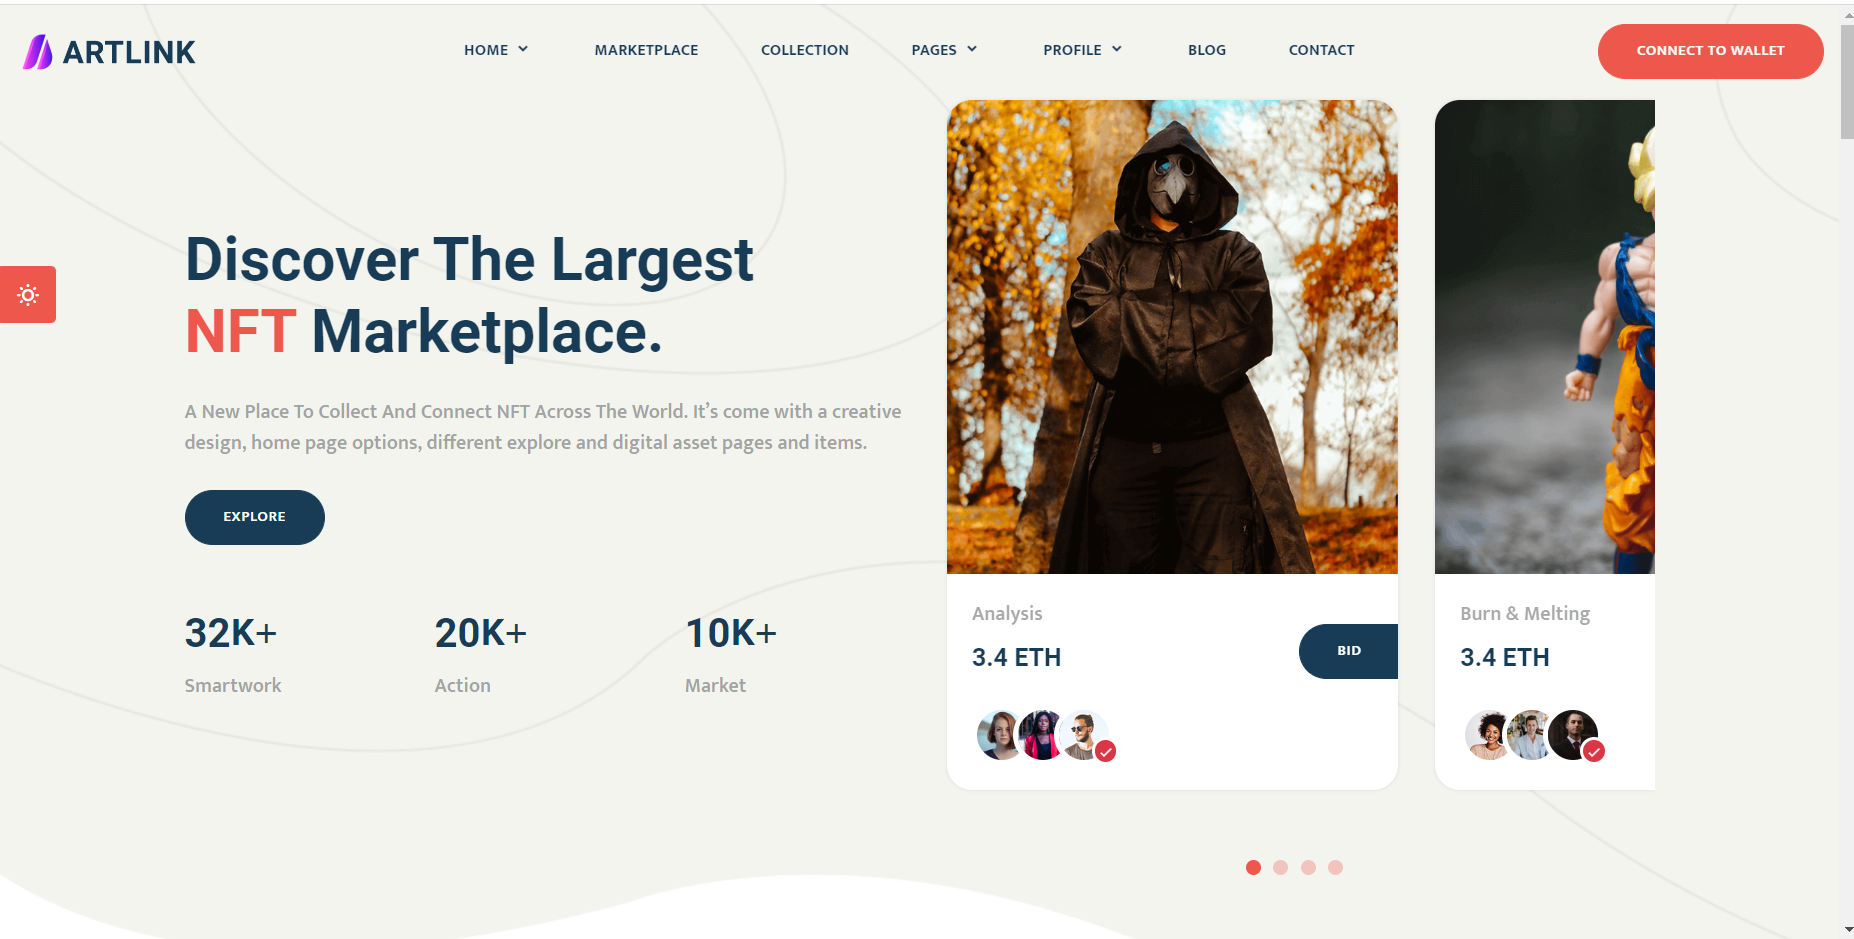 ARTLINK
HOME
MARKETPLACE
COLLECTION
PAGES
PROFILE
BLOG
CONTACT
CONNECT TO WALLET
Discover The Largest
NFT Marketplace.
A New Place To Collect And Connect NFT Across The World. It’s come with a creative
design, home page options, different explore and digital asset pages and items.
EXPLORE
32K+
Smartwork
20K+
Action
10K+
Market
Analysis
3.4 ETH
BID
Burn & Melting
3.4 ETH